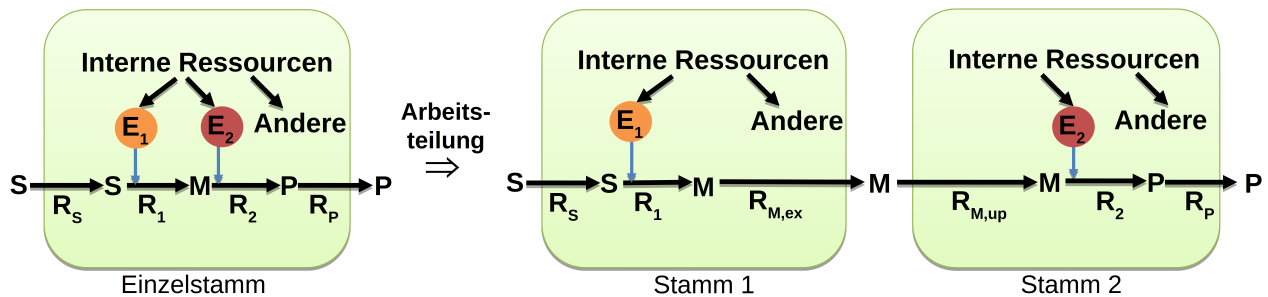 Interne Ressourcen
E1
E2
Andere
S
S
M
P
P
RS
R1
R2
RP
Einzelstamm
Arbeits-
teilung
⇒
Interne Ressourcen
E1
Andere
S
S
M
M
RS
R1
RM,ex
Stamm 1
Interne Ressourcen
E2
Andere
M
P
P
RM,up
R2
RP
Stamm 2